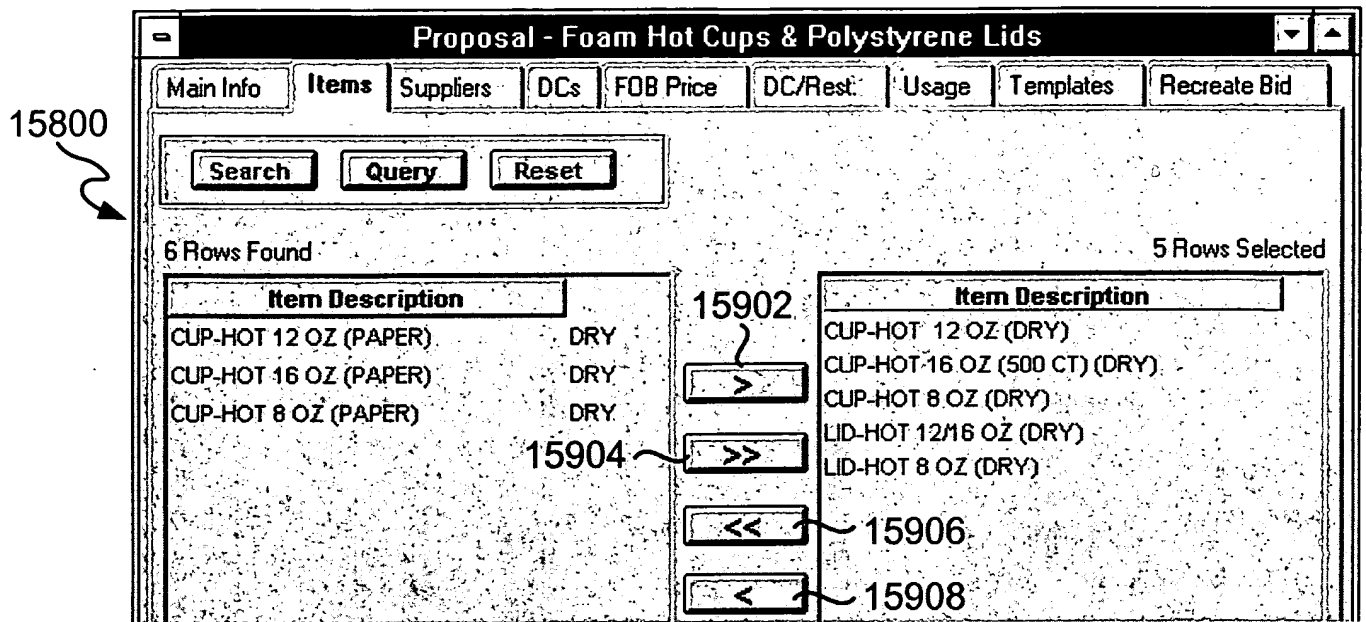 Proposal - Foam Hot Cups & Polystyrene Lids
Main Info Items Suppliers DCs FOB Price DC/Rest. Usage Templates Recreate Bid
15800
Search Query Reset
6 Rows Found 5 Rows Selected
Item Description
CUP-HOT 12 OZ (PAPER) DRY
CUP-HOT 16 OZ (PAPER) DRY
CUP-HOT 8 OZ (PAPER) DRY
15902
>
15904 >>
<< 15906
< 15908
Item Description
CUP-HOT 12 OZ (DRY)
CUP-HOT 16 OZ (500 CT) (DRY)
CUP-HOT 8 OZ (DRY)
LID-HOT 12/16 OZ (DRY)
LID-HOT 8 OZ (DRY)